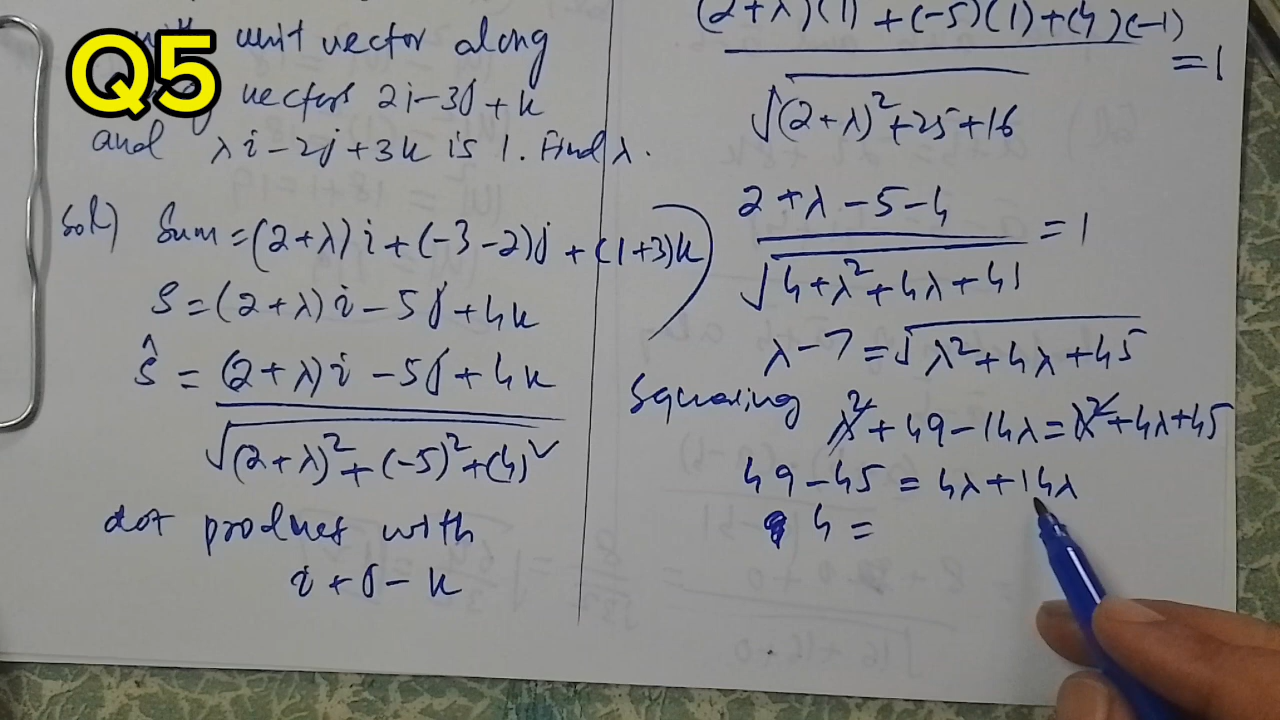 Q5
unit vector along
vectors 2i-3j+k
and λi-2j+3k is 1. Find λ.
Sol) Sum=(2+λ)i+(-3-2)j+(1+3)k
S=(2+λ)i-5j+4k
ŝ = (2+λ)i-5j+4k
√(2+λ)²+(-5)²+(4)²
dot product with
i+j-k
(2+λ)(1)+(-5)(1)+(4)(-1)
=1
√(2+λ)²+25+16
2+λ-5-4
=1
√4+λ²+4λ+41
λ-7=√λ²+4λ+45
Squaring λ²+49-14λ=λ²+4λ+45
49-45=4λ+14λ
4=